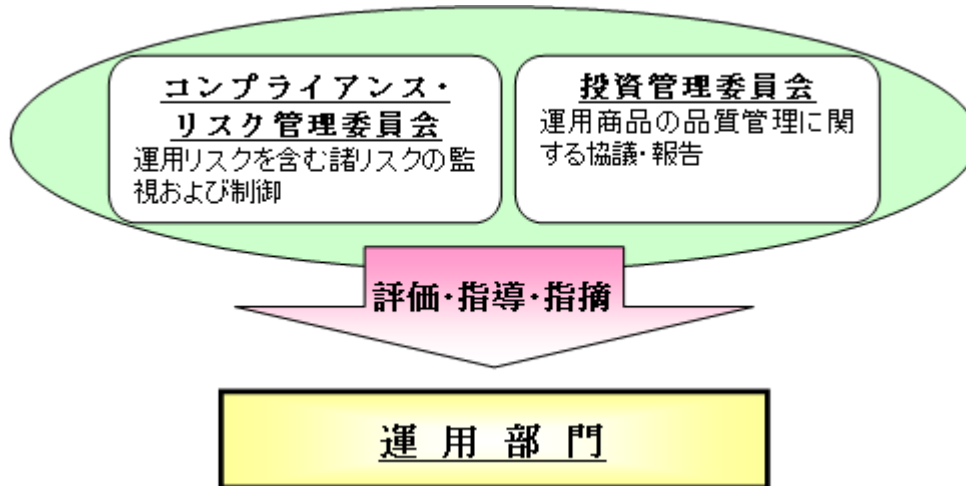 コンプライアンス・
リスク管理委員会
運用リスクを含む諸リスクの監
視および制御
投資管理委員会
運用商品の品質管理に関
する協議・報告
評価・指導・指摘
運用部門